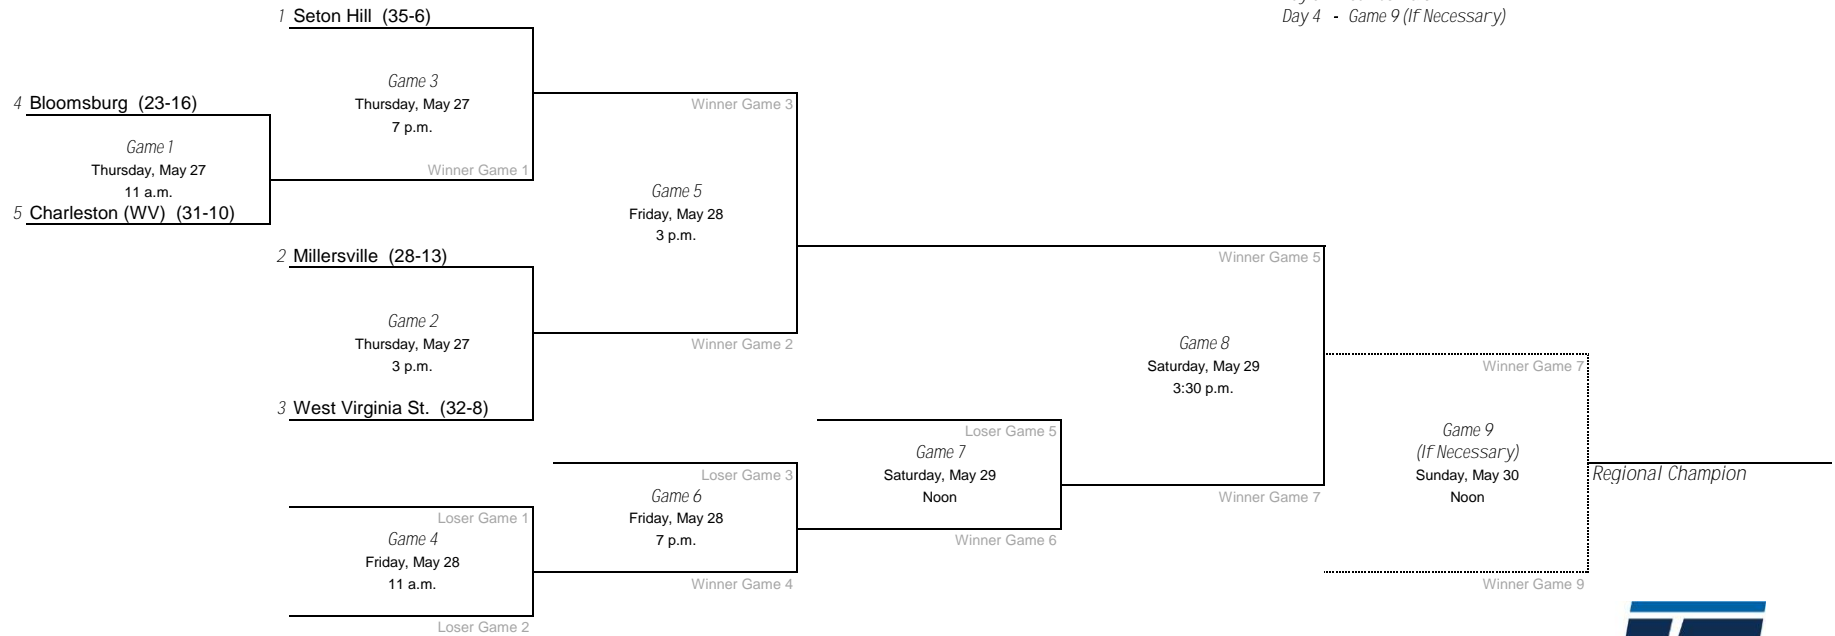 Day 4 - Game 9 (If Necessary)
1 Seton Hill (35-6)
Game 3
Thursday, May 27
7 p.m.
Winner Game 1
4 Bloomsburg (23-16)
Game 1
Thursday, May 27
11 a.m.
5 Charleston (WV) (31-10)
Winner Game 3
Game 5
Friday, May 28
3 p.m.
Winner Game 2
2 Millersville (28-13)
Game 2
Thursday, May 27
3 p.m.
3 West Virginia St. (32-8)
Winner Game 5
Game 8
Saturday, May 29
3:30 p.m.
Winner Game 7
Loser Game 5
Game 7
Saturday, May 29
Noon
Winner Game 6
Loser Game 3
Game 6
Friday, May 28
7 p.m.
Winner Game 4
Loser Game 1
Game 4
Friday, May 28
11 a.m.
Loser Game 2
Winner Game 7
Game 9
(If Necessary)
Sunday, May 30
Noon
Winner Game 9
Regional Champion